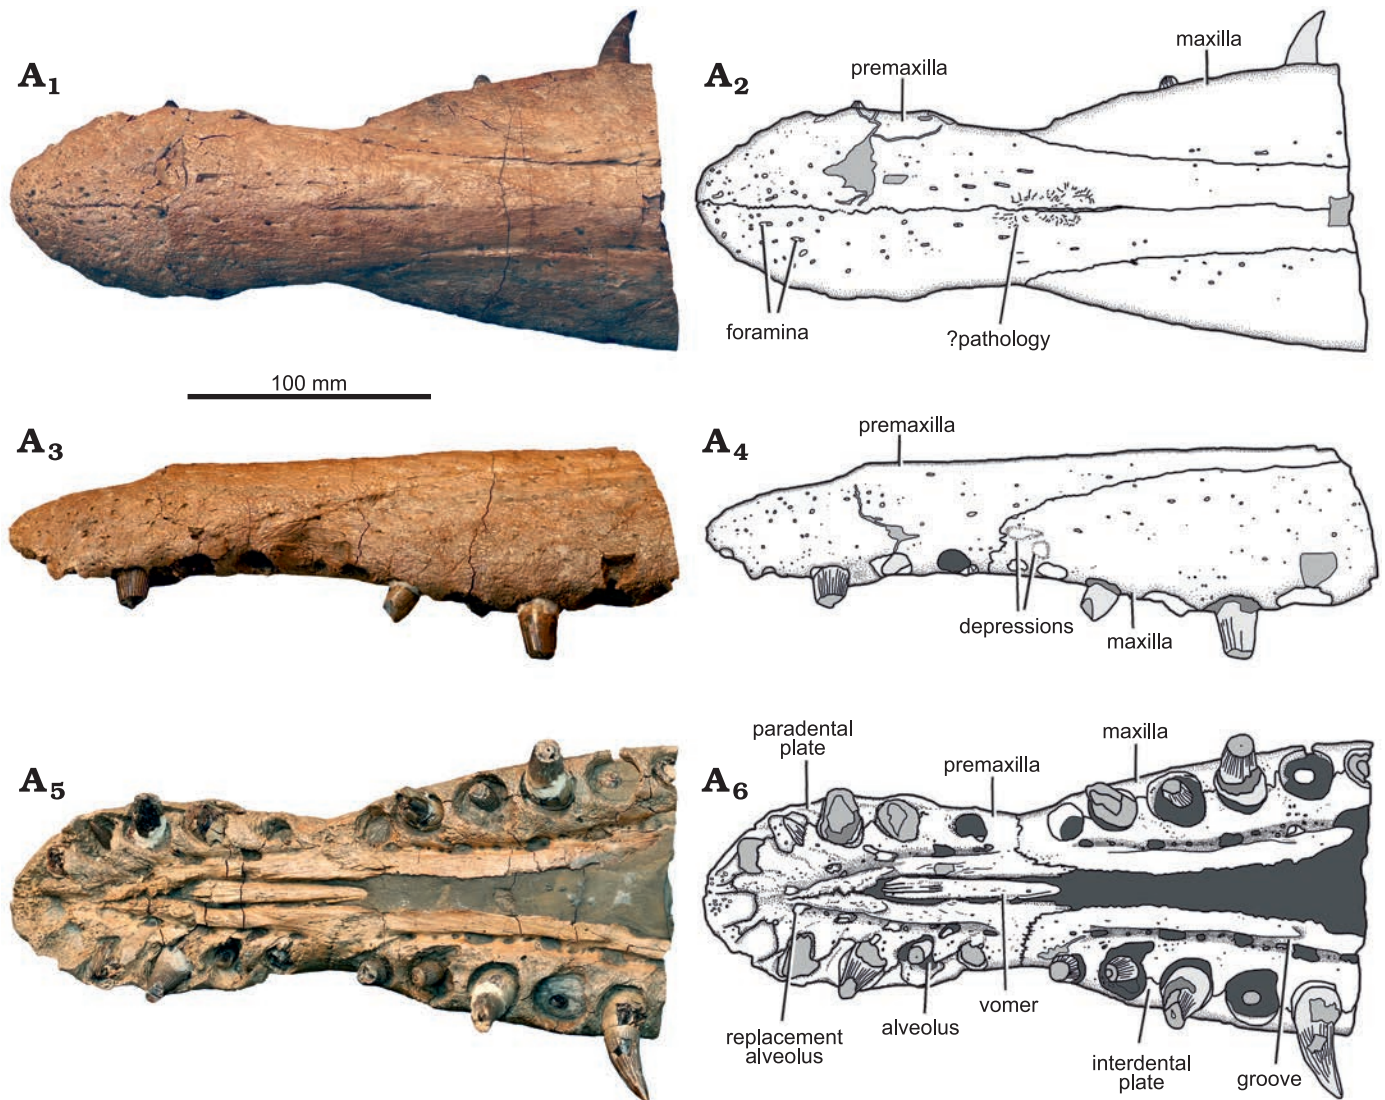 A1
A2
premaxilla
maxilla
foramina
?pathology
100 mm
A3
A4
premaxilla
depressions
maxilla
A5
A6
paradental
plate
premaxilla
maxilla
replacement
alveolus
alveolus
vomer
interdental
plate
groove